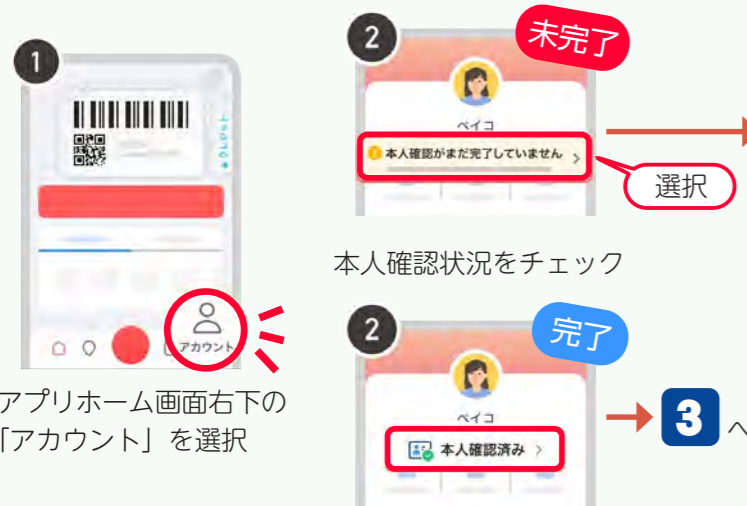 1
アカウント
アプリホーム画面右下の
「アカウント」を選択
2
未完了
ペイコ
本人確認がまだ完了していません
選択
本人確認状況をチェック
2
完了
ペイコ
本人確認済み
3 へ